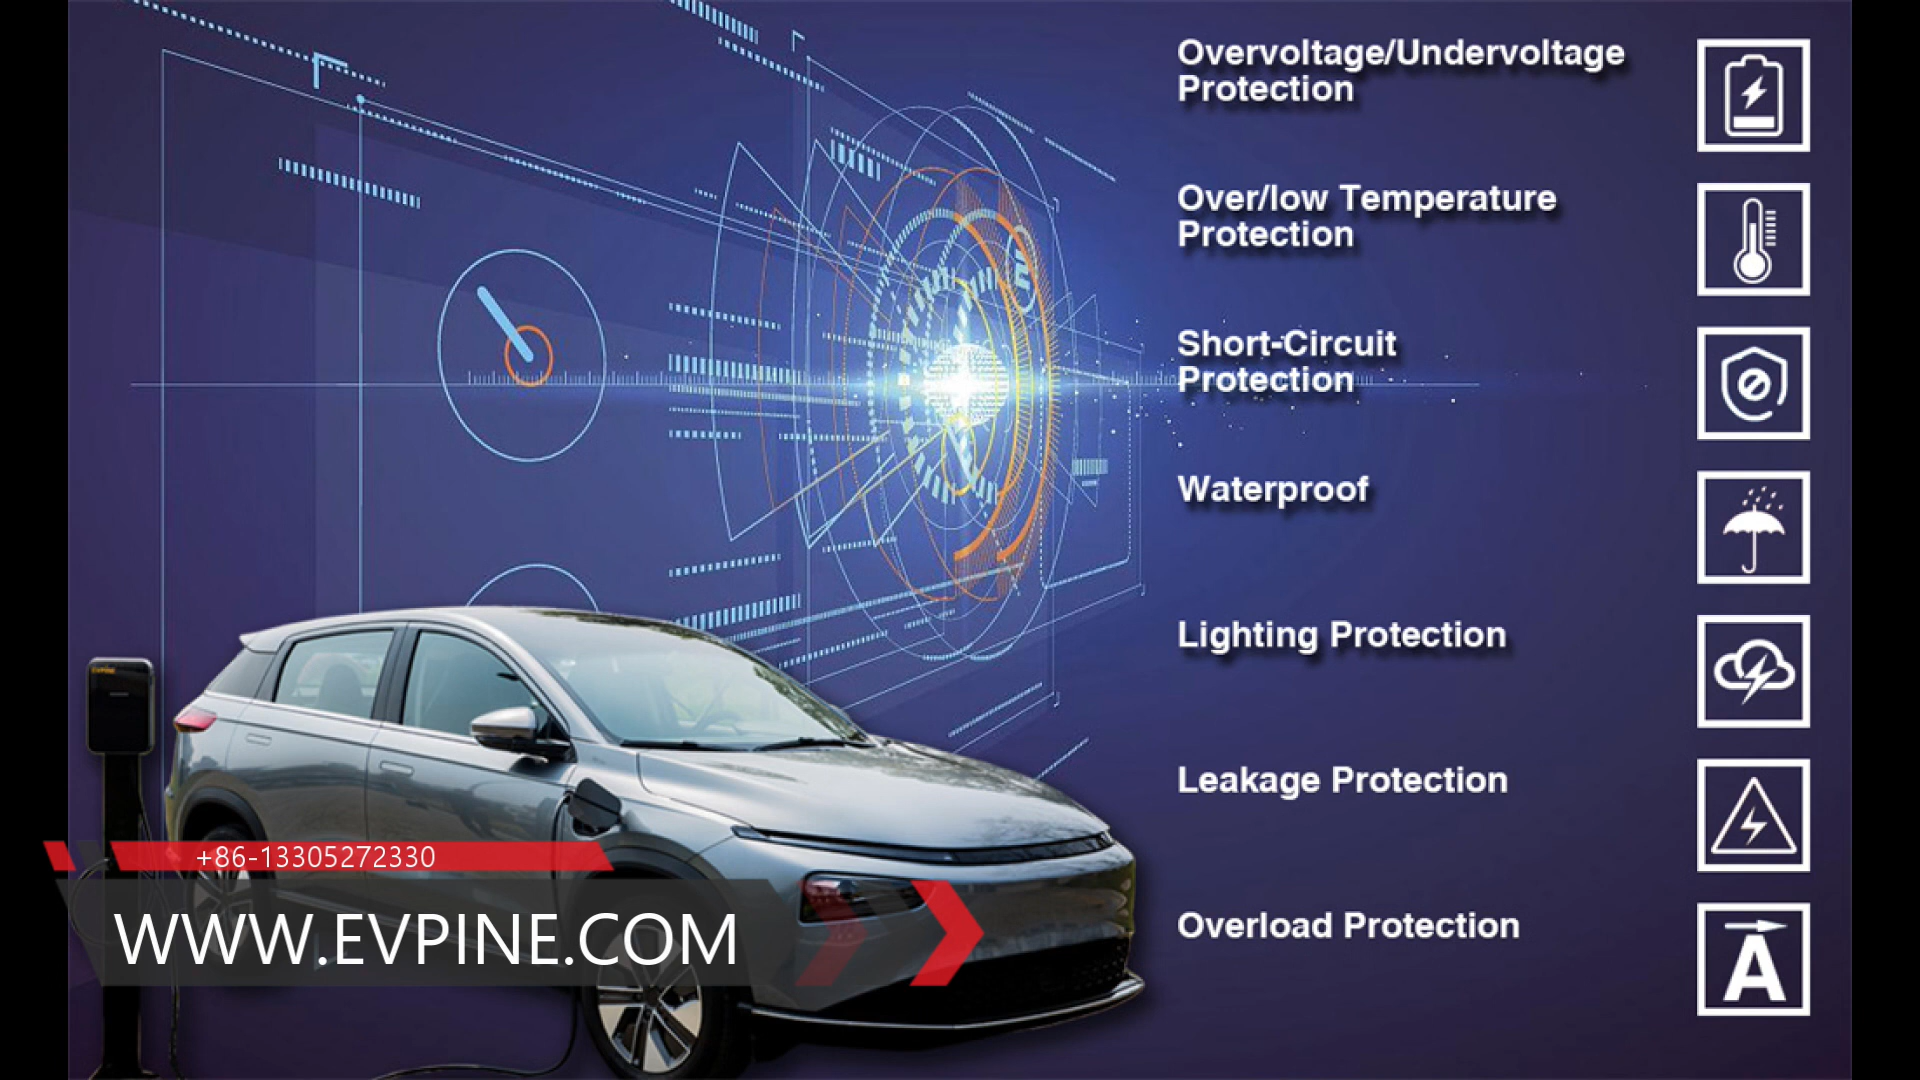 Overvoltage/Undervoltage
Protection
Over/low Temperature
Protection
Short-Circuit
Protection
Waterproof
Lighting Protection
Leakage Protection
A
Overload Protection
EVPINE
+86-13305272330
WWW.EVPINE.COM